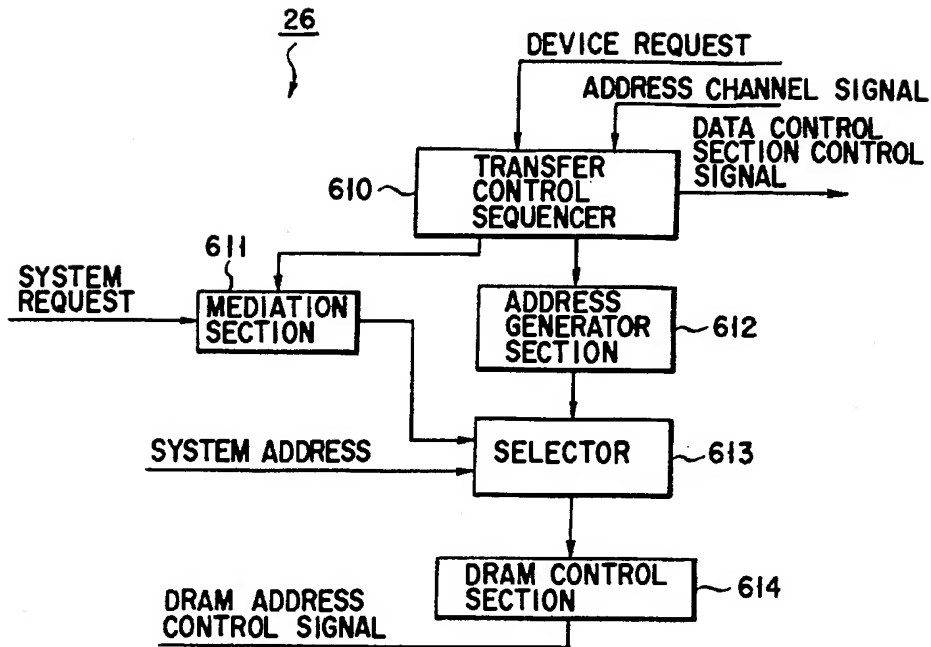 26
DEVICE REQUEST
ADDRESS CHANNEL SIGNAL
DATA CONTROL
SECTION CONTROL
SIGNAL
610
TRANSFER
CONTROL
SEQUENCER
611
SYSTEM
REQUEST
MEDIATION
SECTION
ADDRESS
GENERATOR
SECTION
612
SYSTEM ADDRESS
SELECTOR
613
DRAM CONTROL
SECTION
614
DRAM ADDRESS
CONTROL SIGNAL